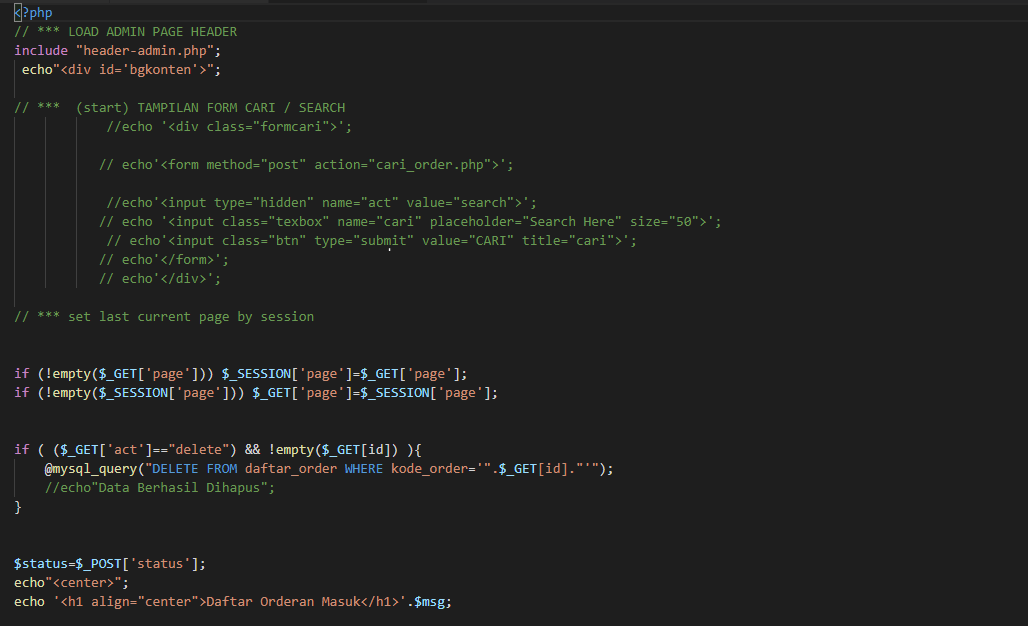 <?php
// *** LOAD ADMIN PAGE HEADER
include "header-admin.php";
echo"<div id='bgkonten'>";
// ***  (start) TAMPILAN FORM CARI / SEARCH
//echo '<div class="formcari">';
// echo'<form method="post" action="cari_order.php">';
//echo'<input type="hidden" name="act" value="search">';
// echo '<input class="texbox" name="cari" placeholder="Search Here" size="50">';
// echo'<input class="btn" type="submit" value="CARI" title="cari">';
// echo'</form>';
// echo'</div>';
// *** set last current page by session
if (!empty($_GET['page'])) $_SESSION['page']=$_GET['page'];
if (!empty($_SESSION['page'])) $_GET['page']=$_SESSION['page'];
if ( ($_GET['act']=="delete") && !empty($_GET[id]) ){
@mysql_query("DELETE FROM daftar_order WHERE kode_order='".$_GET[id]."'");
//echo"Data Berhasil Dihapus";
}
$status=$_POST['status'];
echo"<center>";
echo '<h1 align="center">Daftar Orderan Masuk</h1>'.$msg;